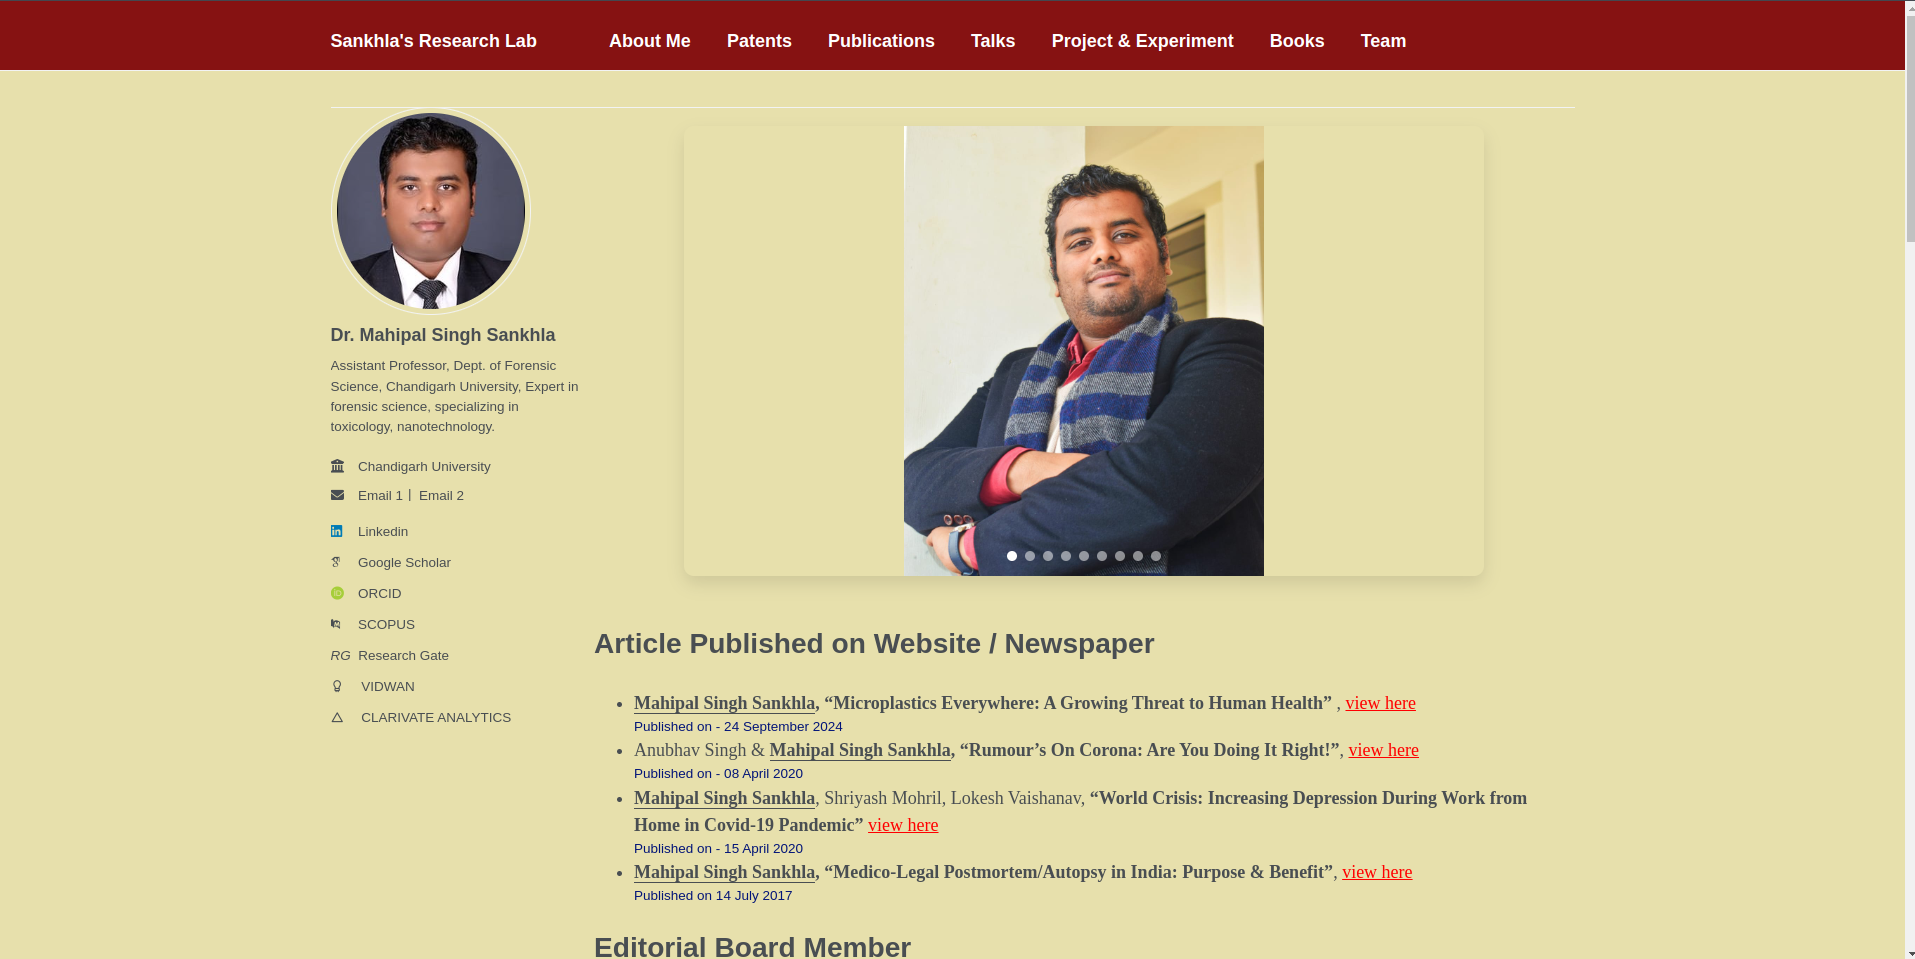 Sankhla's Research Lab About Me Patents Publications Talks Project & Experiment Books Team
Dr. Mahipal Singh Sankhla
Assistant Professor, Dept. of Forensic
Science, Chandigarh University, Expert in
forensic science, specializing in
toxicology, nanotechnology.
Chandigarh University
Email 1 | Email 2
Linkedin
Google Scholar
ORCID
SCOPUS
RG Research Gate
VIDWAN
CLARIVATE ANALYTICS
Article Published on Website / Newspaper
Mahipal Singh Sankhla, “Microplastics Everywhere: A Growing Threat to Human Health” , view here
Published on - 24 September 2024
Anubhav Singh & Mahipal Singh Sankhla, “Rumour’s On Corona: Are You Doing It Right!”, view here
Published on - 08 April 2020
Mahipal Singh Sankhla, Shriyash Mohril, Lokesh Vaishanav, “World Crisis: Increasing Depression During Work from
Home in Covid-19 Pandemic” view here
Published on - 15 April 2020
Mahipal Singh Sankhla, “Medico-Legal Postmortem/Autopsy in India: Purpose & Benefit”, view here
Published on 14 July 2017
Editorial Board Member